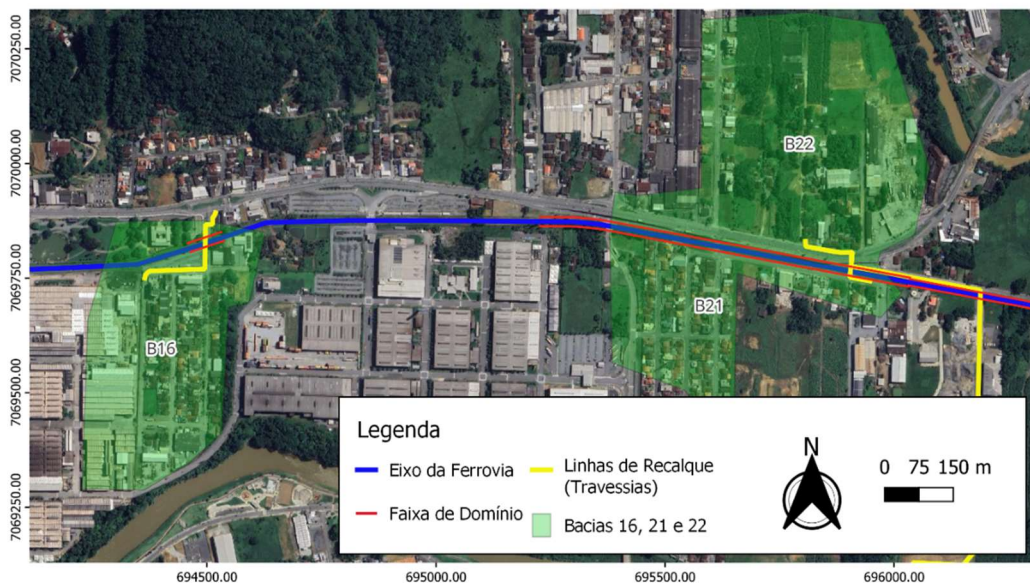 7070250.00
7070000.00
7069750.00
7069500.00
7069250.00
B22
B21
B16
Legenda
Eixo da Ferrovia
Faixa de Domínio
Linhas de Recalque
(Travessias)
Bacias 16, 21 e 22
N
0 75 150 m
694500.00 695000.00 695500.00 696000.00